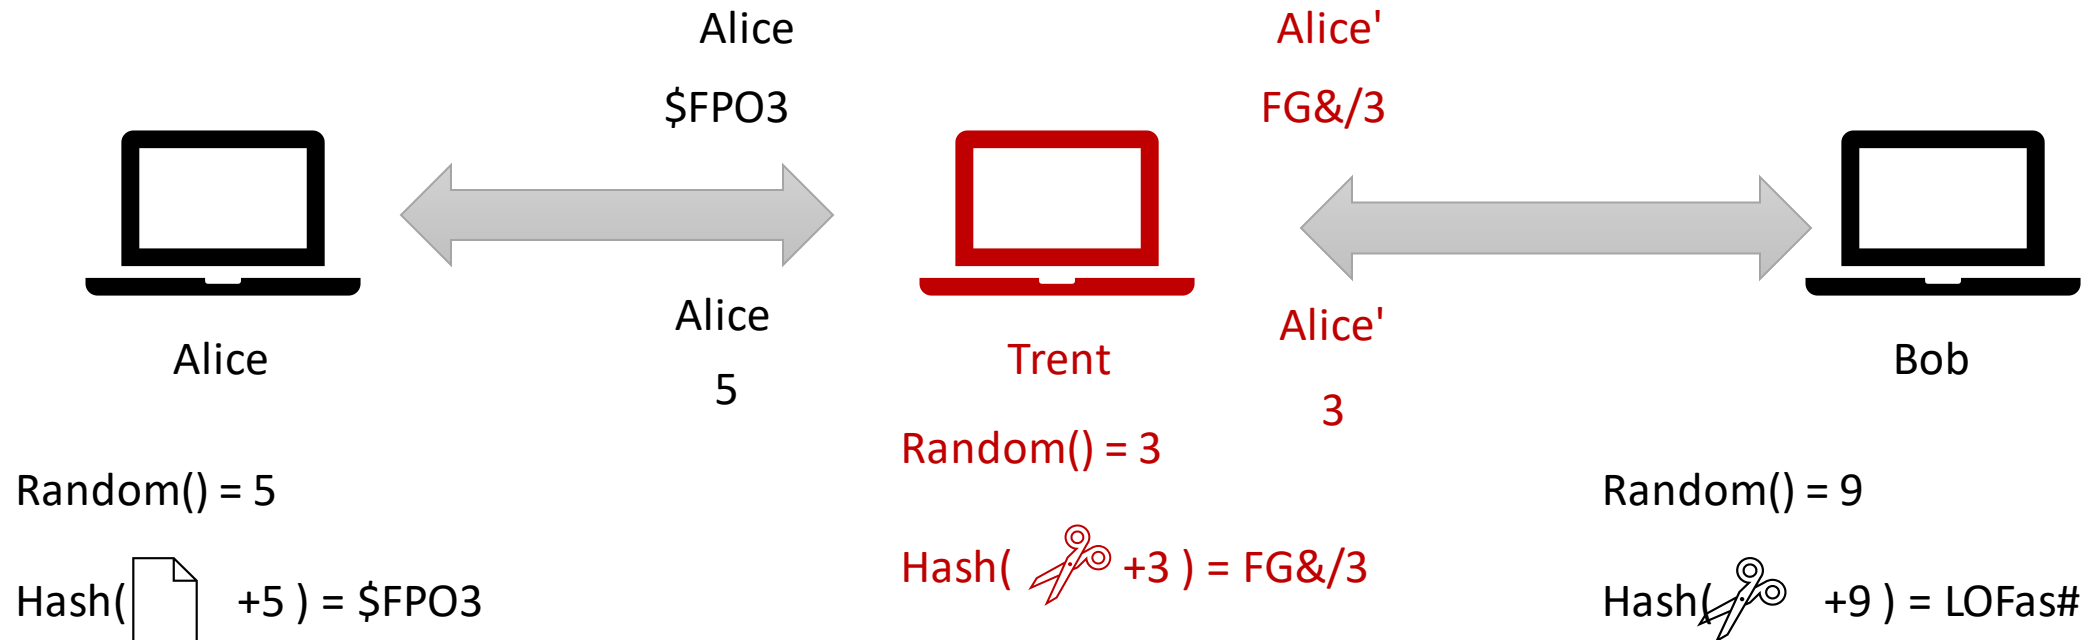 Alice
$FPO3
Alice'
FG&/3
Alice
5
Alice'
3
Alice
Trent
Bob
Random() = 5
Hash( +5 ) = $FPO3
Random() = 3
Hash( +3 ) = FG&/3
Random() = 9
Hash( +9 ) = LOFas#